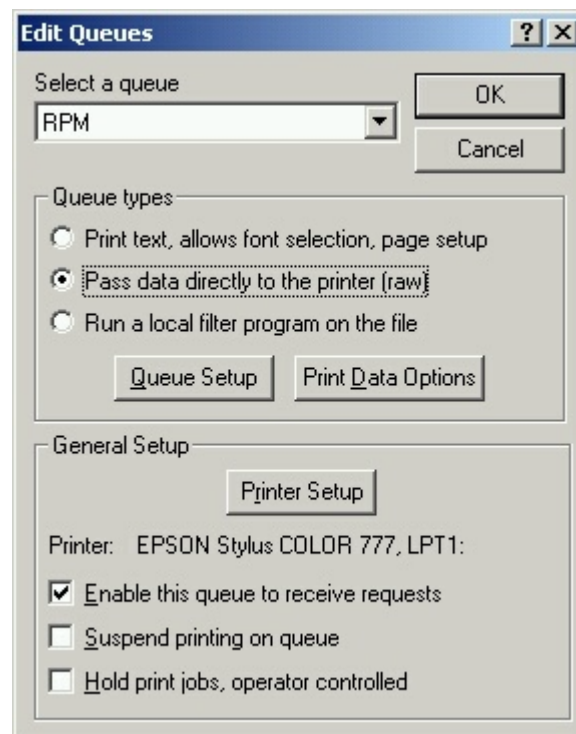 Edit Queues
Select a queue
RPM
OK
Cancel
Queue types
Print text, allows font selection, page setup
Pass data directly to the printer (raw)
Run a local filter program on the file
Queue Setup Print Data Options
General Setup
Printer Setup
Printer: EPSON Stylus COLOR 777, LPT1:
Enable this queue to receive requests
Suspend printing on queue
Hold print jobs, operator controlled